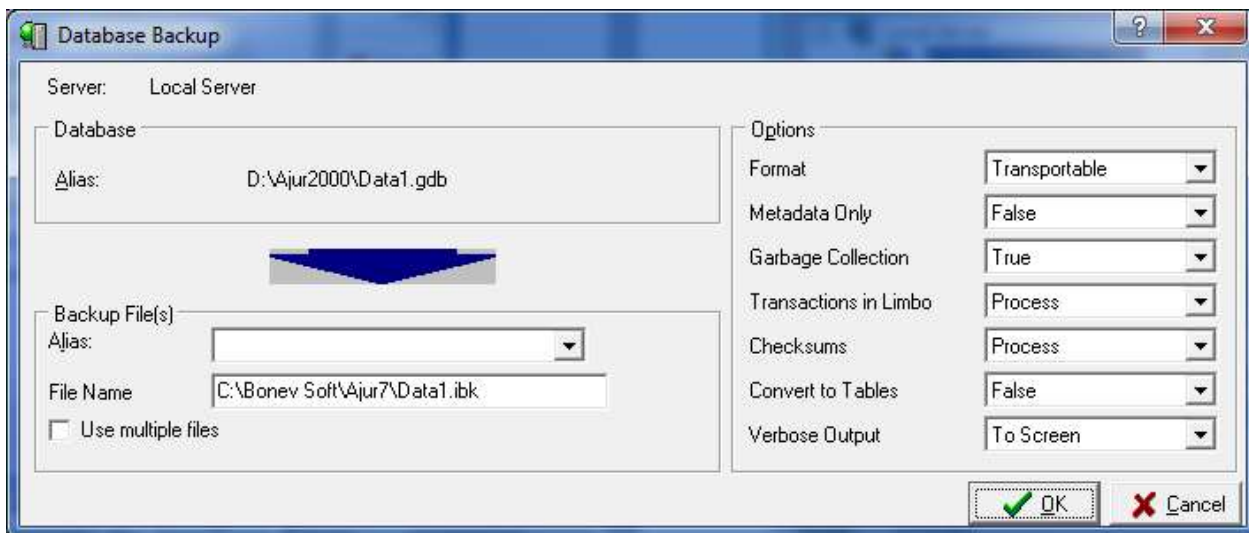 Database Backup
Server: Local Server
Database
Alias: D:\Ajur2000\Data1.gdb
Backup File(s)
Alias:
File Name C:\Bonev Soft\Ajur7\Data1.ibk
Use multiple files
Options
Format Transportable
Metadata Only False
Garbage Collection True
Transactions in Limbo Process
Checksums Process
Convert to Tables False
Verbose Output To Screen
OK Cancel